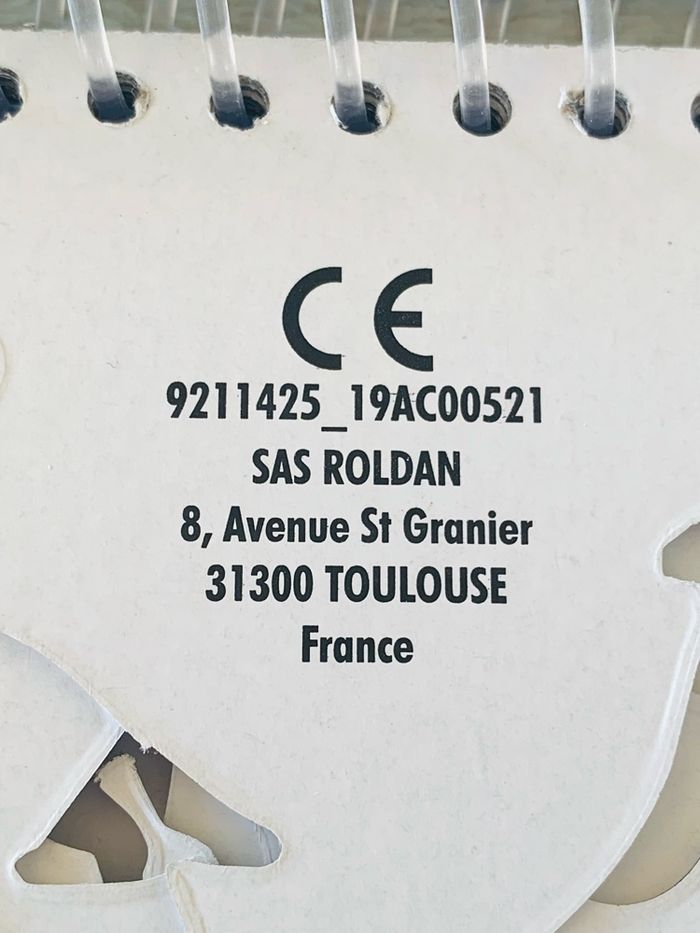 CE
9211425_19AC00521
SAS ROLDAN
8, Avenue St Granier
31300 TOULOUSE
France